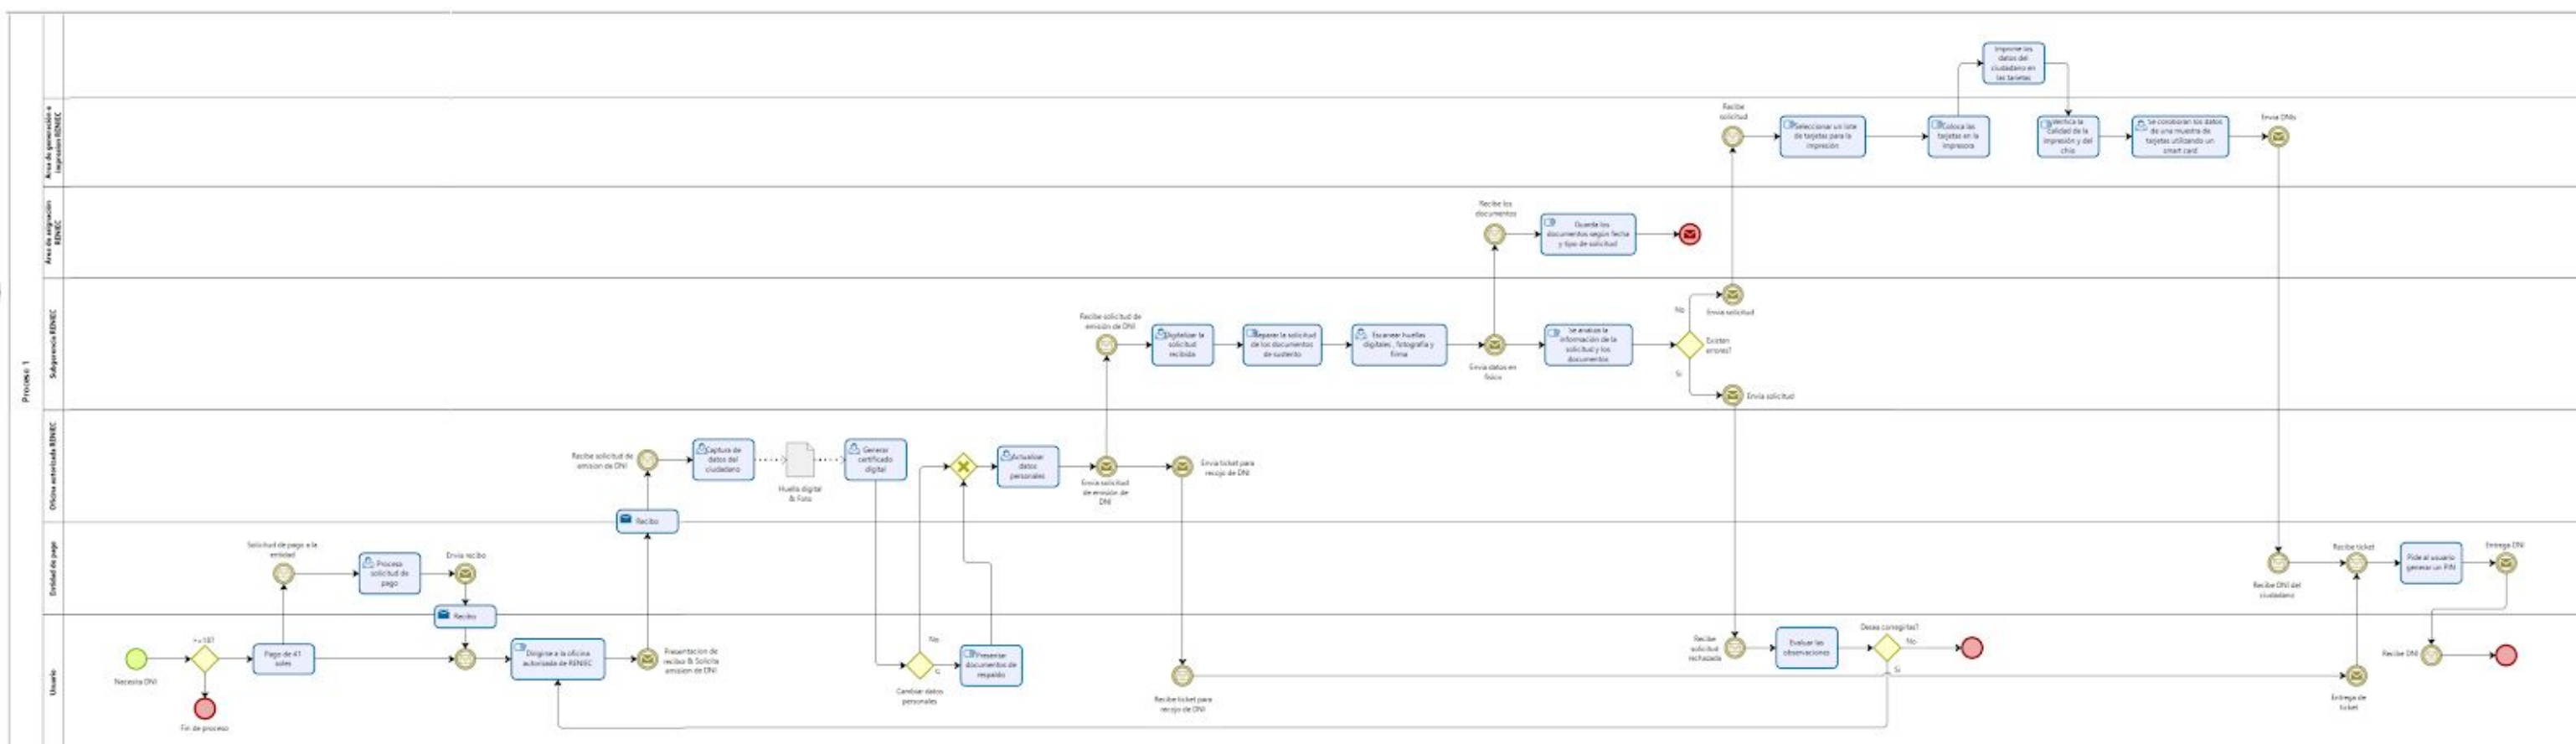 Proceso 1
Área de generación e
impresión RENIEC
Área de asignación
RENIEC
Subgerencia RENIEC
Oficina autorizada RENIEC
Entidad de pago
Usuario
Imprime los
datos del
ciudadano en
las tarjetas
Recibe
solicitud
Seleccionar un lote
de tarjetas para la
impresión
Coloca las
tarjetas en la
impresora
Verifica la
calidad de la
impresión y del
chip
Se corroboran los datos
de una muestra de
tarjetas utilizando un
smart card
Envia DNIs
Recibe los
documentos
Guarda los
documentos según fecha
y tipo de solicitud
Recibe solicitud de
emisión de DNI
Digitalizar la
solicitud
recibida
Separar la solicitud
de los documentos
de sustento
Escanear huellas
digitales , fotografía y
firma
Envia datos en
físico
Se analiza la
información de la
solicitud y los
documentos
Existen
errores?
No
Envia solicitud
Si
Envia solicitud
Recibe solicitud de
emision de DNI
Captura de
datos del
ciudadano
Huella digital
& Foto
Generar
certificado
digital
Actualizar
datos
personales
Envia solicitud
de emisión de
DNI
Envia ticket para
recojo de DNI
Recibo
Solicitud de pago a la
entidad
Procesa
solicitud de
pago
Envia recibo
Recibo
Recibe DNI del
ciudadano
Recibe ticket
Pide al usuario
generar un PIN
Entrega DNI
Necesita DNI
>=18?
Fin de proceso
Pago de 41
soles
Dirigirse a la oficina
autorizada de RENIEC
Presentacion de
recibo & Solicita
emision de DNI
No
Cambiar datos
personales
Presentar
documentos de
respaldo
Recibe ticket para
recojo de DNI
Recibe
solicitud
rechazada
Evaluar las
observaciones
Desea corregirlas?
No
Si
Entrega de
ticket
Recibe DNI